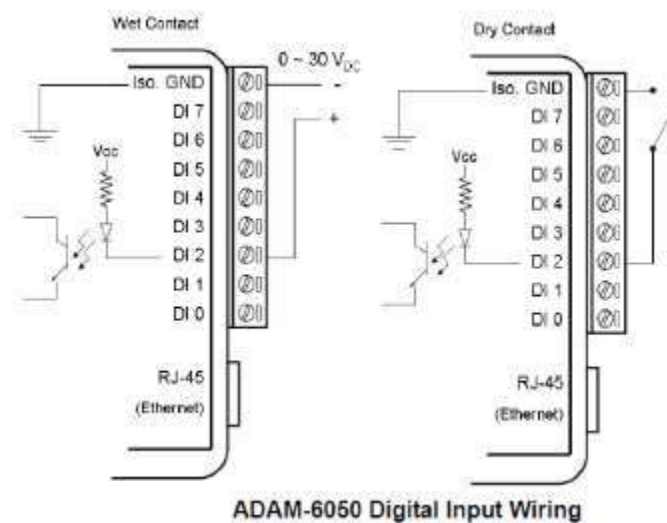 Wet Contact
0 ~ 30 VDC
Iso. GND
-
DI 7
+
DI 6
Vcc
DI 5
DI 4
DI 3
DI 2
DI 1
DI 0
RJ-45
(Ethernet)
Dry Contact
Iso. GND
DI 7
DI 6
Vcc
DI 5
DI 4
DI 3
DI 2
DI 1
DI 0
RJ-45
(Ethernet)
ADAM-6050 Digital Input Wiring